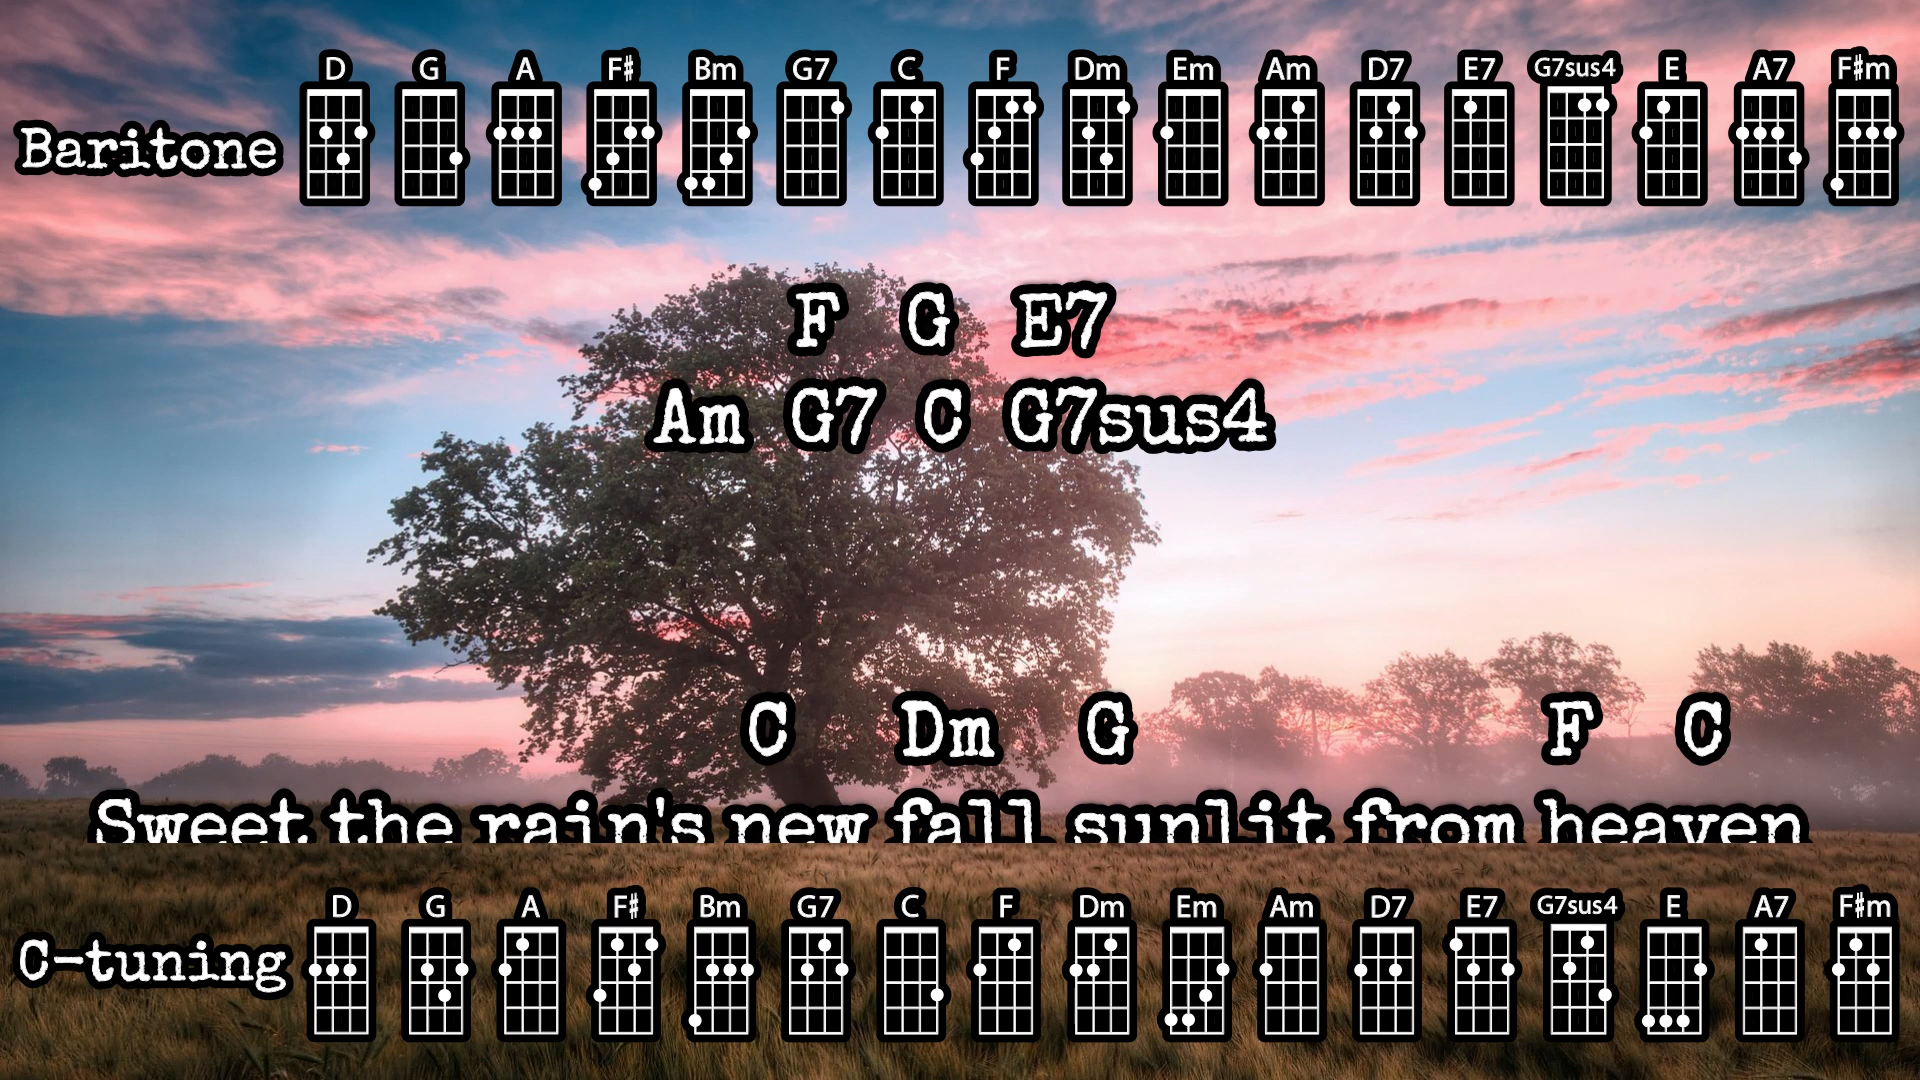 D G A F# Bm G7 C F Dm Em Am D7 E7 G7sus4 E A7 F#m
Baritone
F G E7
Am G7 C G7sus4
C Dm G F C
Sweet the rain's new fall sunlit from heaven
D G A F# Bm G7 C F Dm Em Am D7 E7 G7sus4 E A7 F#m
C-tuning